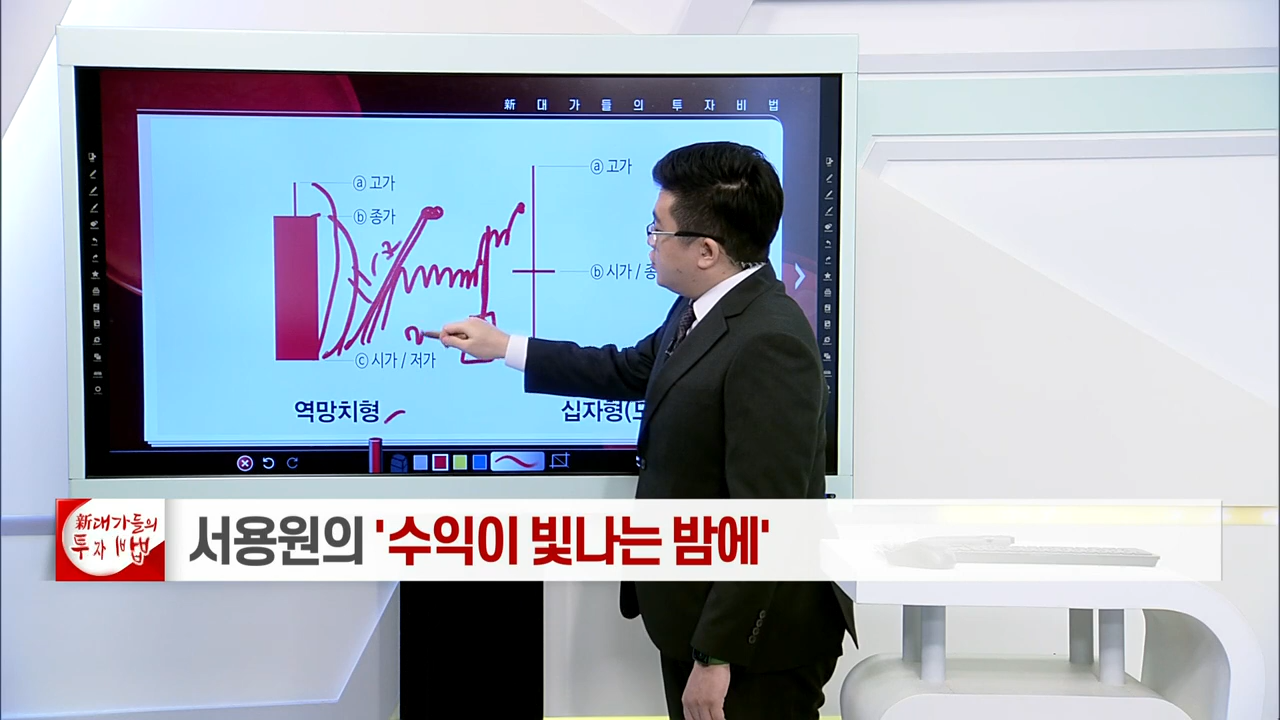 新 대 가 들 의 투 자 비 법
ⓐ 고가
ⓑ 종가
ⓒ 시가 / 저가
역망치형
ⓐ 고가
ⓑ 시가 / 종
십자형(도
新대가들의
투자비법
서용원의 '수익이 빛나는 밤에'